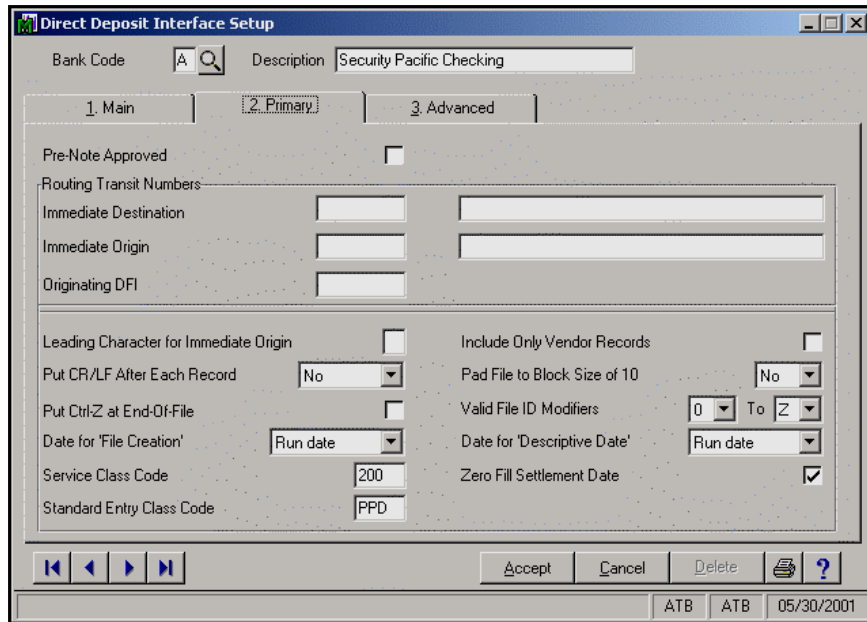 Direct Deposit Interface Setup
Bank Code A Description Security Pacific Checking
1. Main 2. Primary 3. Advanced
Pre-Note Approved
Routing Transit Numbers
Immediate Destination
Immediate Origin
Originating DFI
Leading Character for Immediate Origin Include Only Vendor Records
Put CR/LF After Each Record No Pad File to Block Size of 10 No
Put Ctrl-Z at End-Of-File Valid File ID Modifiers 0 To Z
Date for 'File Creation' Run date Date for 'Descriptive Date' Run date
Service Class Code 200 Zero Fill Settlement Date
Standard Entry Class Code PPD
Accept Cancel Delete ?
ATB ATB 05/30/2001